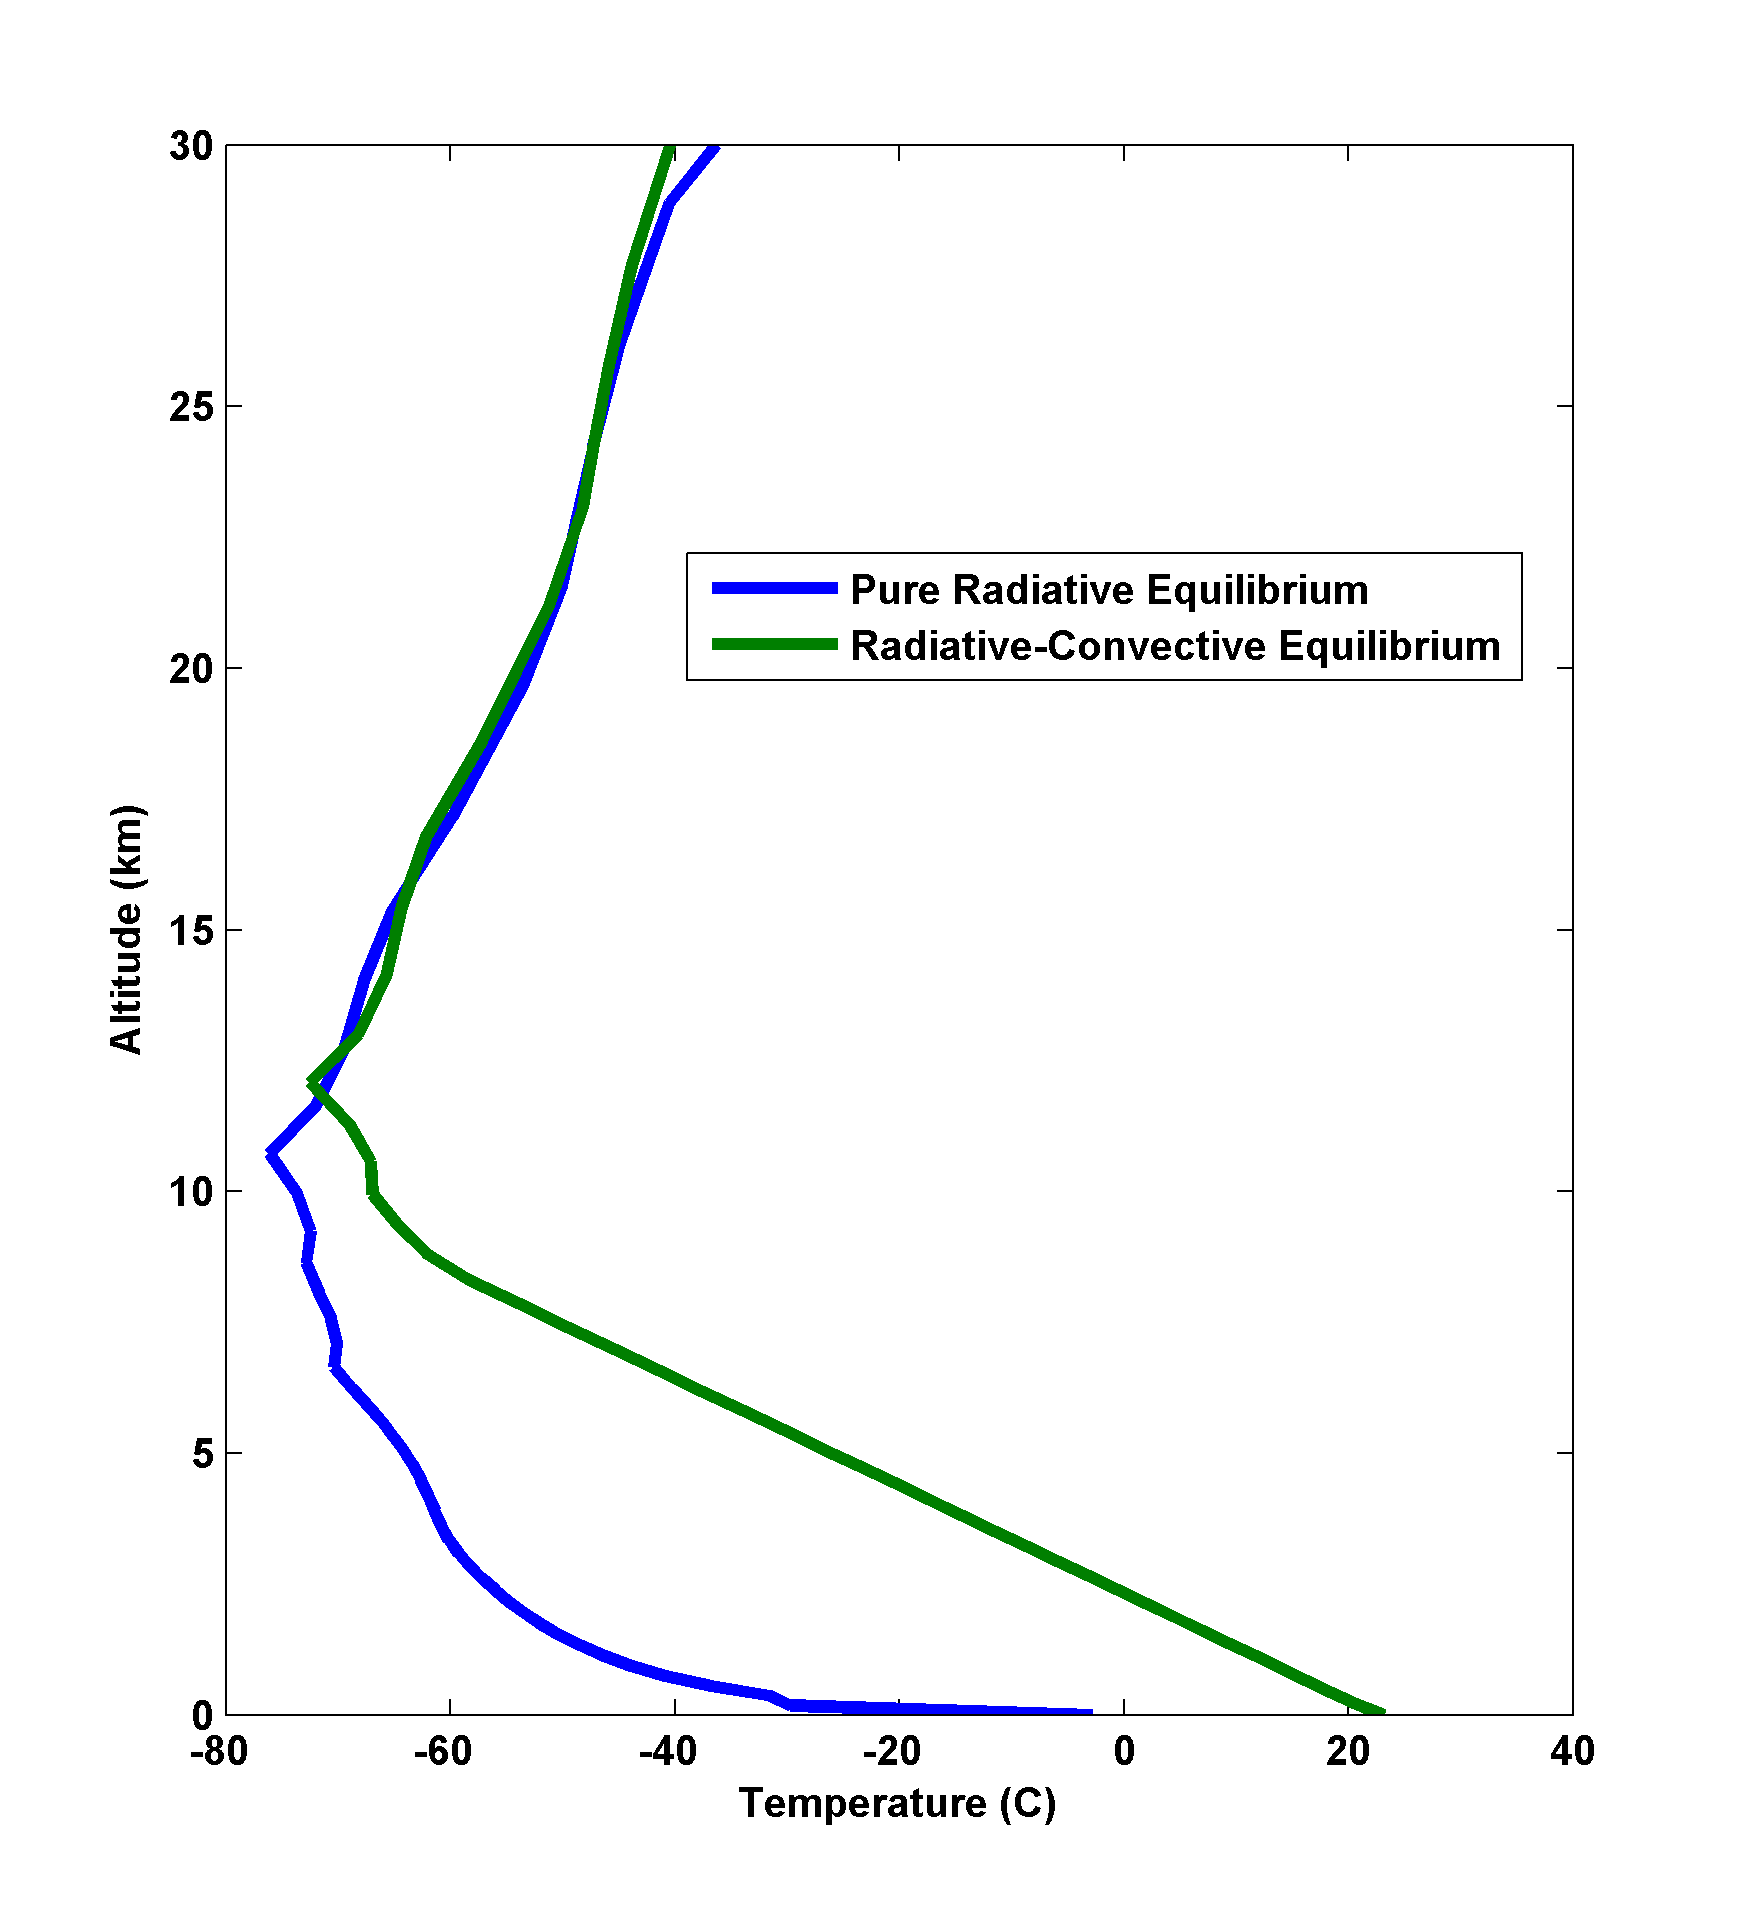 30
25
20
15
10
5
0
Altitude (km)
Pure Radiative Equilibrium
Radiative-Convective Equilibrium
-80 -60 -40 -20 0 20 40
Temperature (C)